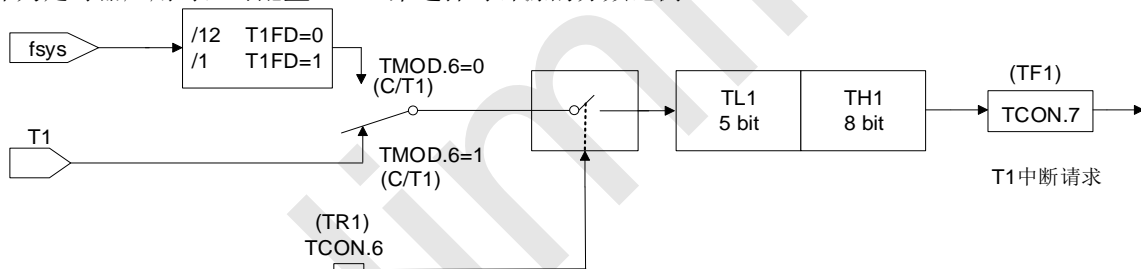 fsys
/12 T1FD=0
/1 T1FD=1
TMOD.6=0
(C/T1)
T1
TMOD.6=1
(C/T1)
(TR1)
TCON.6
TL1
5 bit
TH1
8 bit
(TF1)
TCON.7
T1中断请求